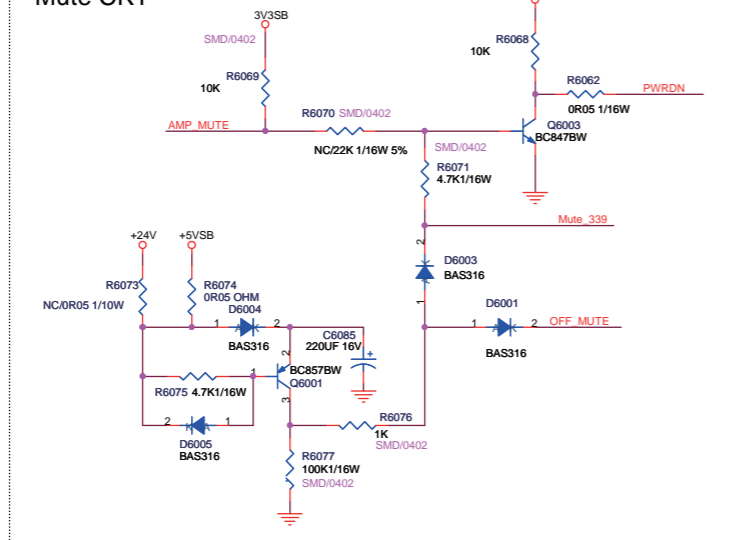 Mute CKT
3V3SB
SMD/0402
R6069
10K
R6068
10K
R6062
PWRDN
0R05 1/16W
AMP_MUTE
R6070 SMD/0402
NC/22K 1/16W 5%
Q6003
BC847BW
SMD/0402
R6071
4.7K1/16W
Mute_339
2
D6003
BAS316
1
+24V
+5VSB
R6073
NC/0R05 1/10W
R6074
0R05 OHM
D6004
1
2
BAS316
C6085
220UF 16V
+
D6001
1
2
OFF_MUTE
BAS316
2
BC857BW
1
Q6001
3
R6075 4.7K1/16W
2
1
D6005
BAS316
R6076
1K
SMD/0402
R6077
100K1/16W
SMD/0402